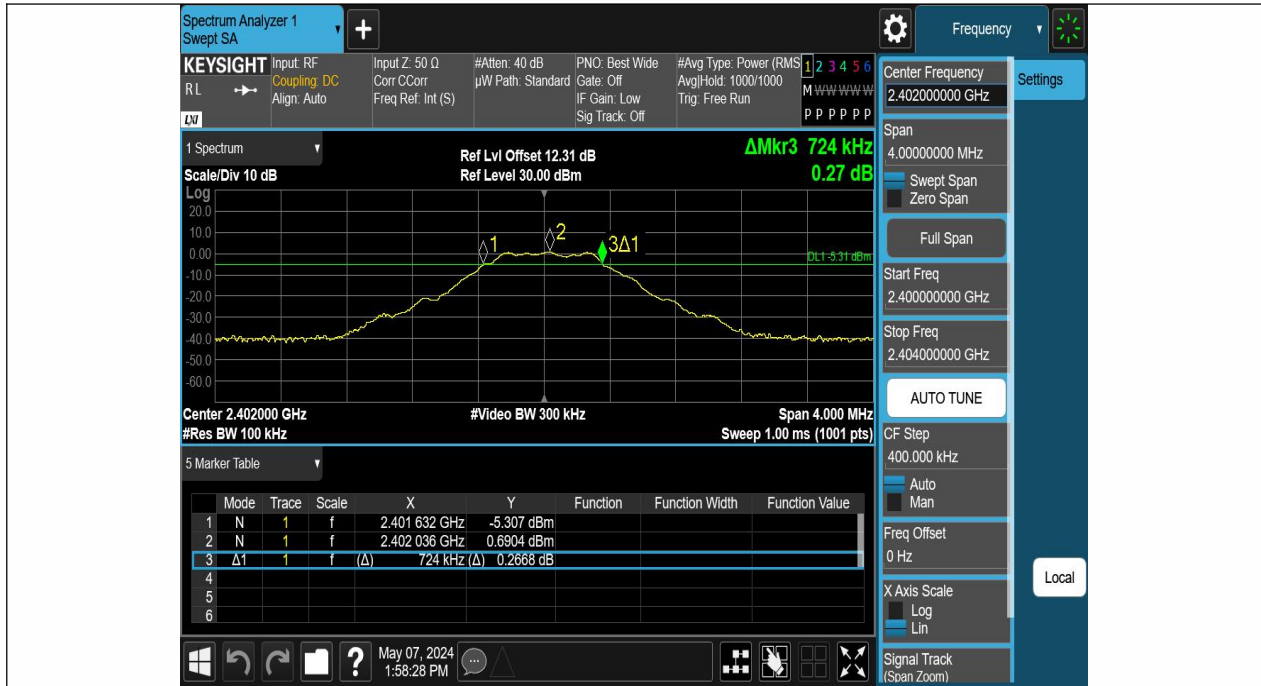 Spectrum Analyzer 1
Swept SA
+
Frequency
KEYSIGHT
RL
LXI
Input: RF
Coupling: DC
Align: Auto
Input Z: 50 Ω
Corr CCorr
Freq Ref: Int (S)
#Atten: 40 dB
µW Path: Standard
PNO: Best Wide
Gate: Off
IF Gain: Low
Sig Track: Off
#Avg Type: Power (RMS
Avg|Hold: 1000/1000
Trig: Free Run
1 2 3 4 5 6
M W W W W W
P P P P P P
1 Spectrum
Scale/Div 10 dB
Ref Lvl Offset 12.31 dB
Ref Level 30.00 dBm
ΔMkr3 724 kHz
0.27 dB
Log
20.0
10.0
0.00
-10.0
-20.0
-30.0
-40.0
-50.0
-60.0
1
2
3Δ1
DL1 -5.31 dBm
Center 2.402000 GHz
#Res BW 100 kHz
#Video BW 300 kHz
Span 4.000 MHz
Sweep 1.00 ms (1001 pts)
5 Marker Table
Mode Trace Scale X Y Function Function Width Function Value
1 N 1 f 2.401 632 GHz -5.307 dBm
2 N 1 f 2.402 036 GHz 0.6904 dBm
3 Δ1 1 f (Δ) 724 kHz (Δ) 0.2668 dB
4
5
6
?
May 07, 2024
1:58:28 PM
Center Frequency
2.402000000 GHz
Settings
Span
4.00000000 MHz
Swept Span
Zero Span
Full Span
Start Freq
2.400000000 GHz
Stop Freq
2.404000000 GHz
AUTO TUNE
CF Step
400.000 kHz
Auto
Man
Freq Offset
0 Hz
X Axis Scale
Log
Lin
Local
Signal Track
(Span Zoom)